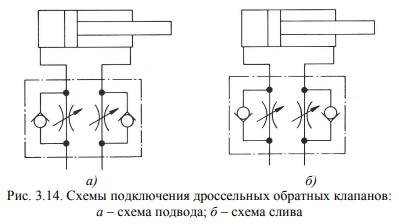 а) б)
Рис. 3.14. Схемы подключения дроссельных обратных клапанов:
а – схема подвода; б – схема слива